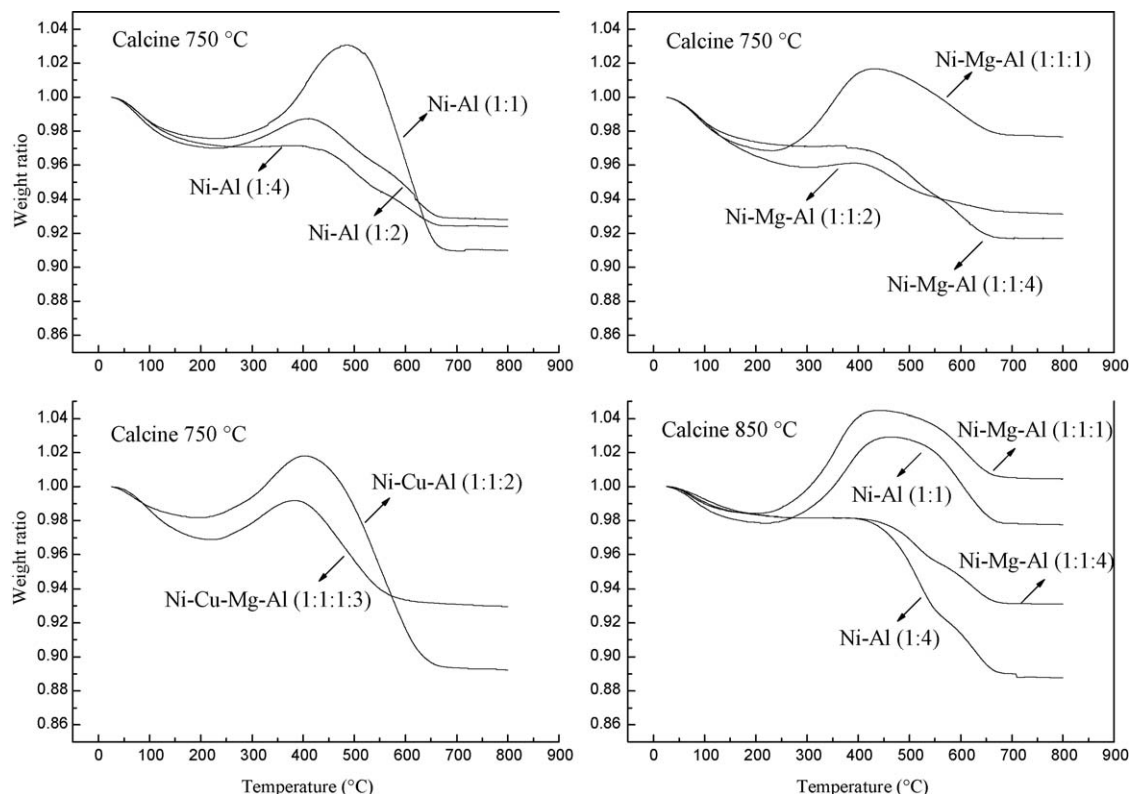 Calcine 750 °C
Ni-Al (1:1)
Ni-Al (1:4)
Ni-Al (1:2)
Weight ratio
1.04
1.02
1.00
0.98
0.96
0.94
0.92
0.90
0.88
0.86
0 100 200 300 400 500 600 700 800 900
Calcine 750 °C
Ni-Mg-Al (1:1:1)
Ni-Mg-Al (1:1:2)
Ni-Mg-Al (1:1:4)
1.04
1.02
1.00
0.98
0.96
0.94
0.92
0.90
0.88
0.86
0 100 200 300 400 500 600 700 800 900
Calcine 750 °C
Ni-Cu-Al (1:1:2)
Ni-Cu-Mg-Al (1:1:1:3)
Weight ratio
1.04
1.02
1.00
0.98
0.96
0.94
0.92
0.90
0.88
0.86
0 100 200 300 400 500 600 700 800 900
Temperature (°C)
Calcine 850 °C
Ni-Mg-Al (1:1:1)
Ni-Al (1:1)
Ni-Mg-Al (1:1:4)
Ni-Al (1:4)
1.04
1.02
1.00
0.98
0.96
0.94
0.92
0.90
0.88
0.86
0 100 200 300 400 500 600 700 800 900
Temperature (°C)